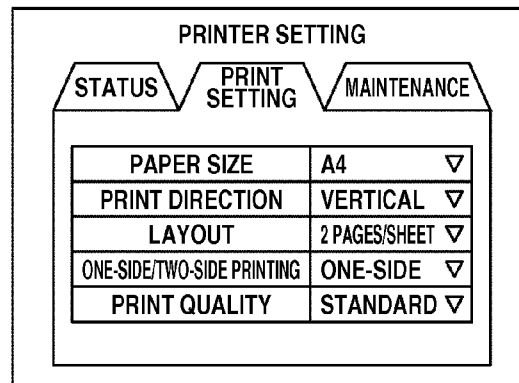 PRINTER SETTING
STATUS
PRINT
SETTING
MAINTENANCE
PAPER SIZE A4 ▽
PRINT DIRECTION VERTICAL ▽
LAYOUT 2 PAGES/SHEET ▽
ONE-SIDE/TWO-SIDE PRINTING ONE-SIDE ▽
PRINT QUALITY STANDARD ▽